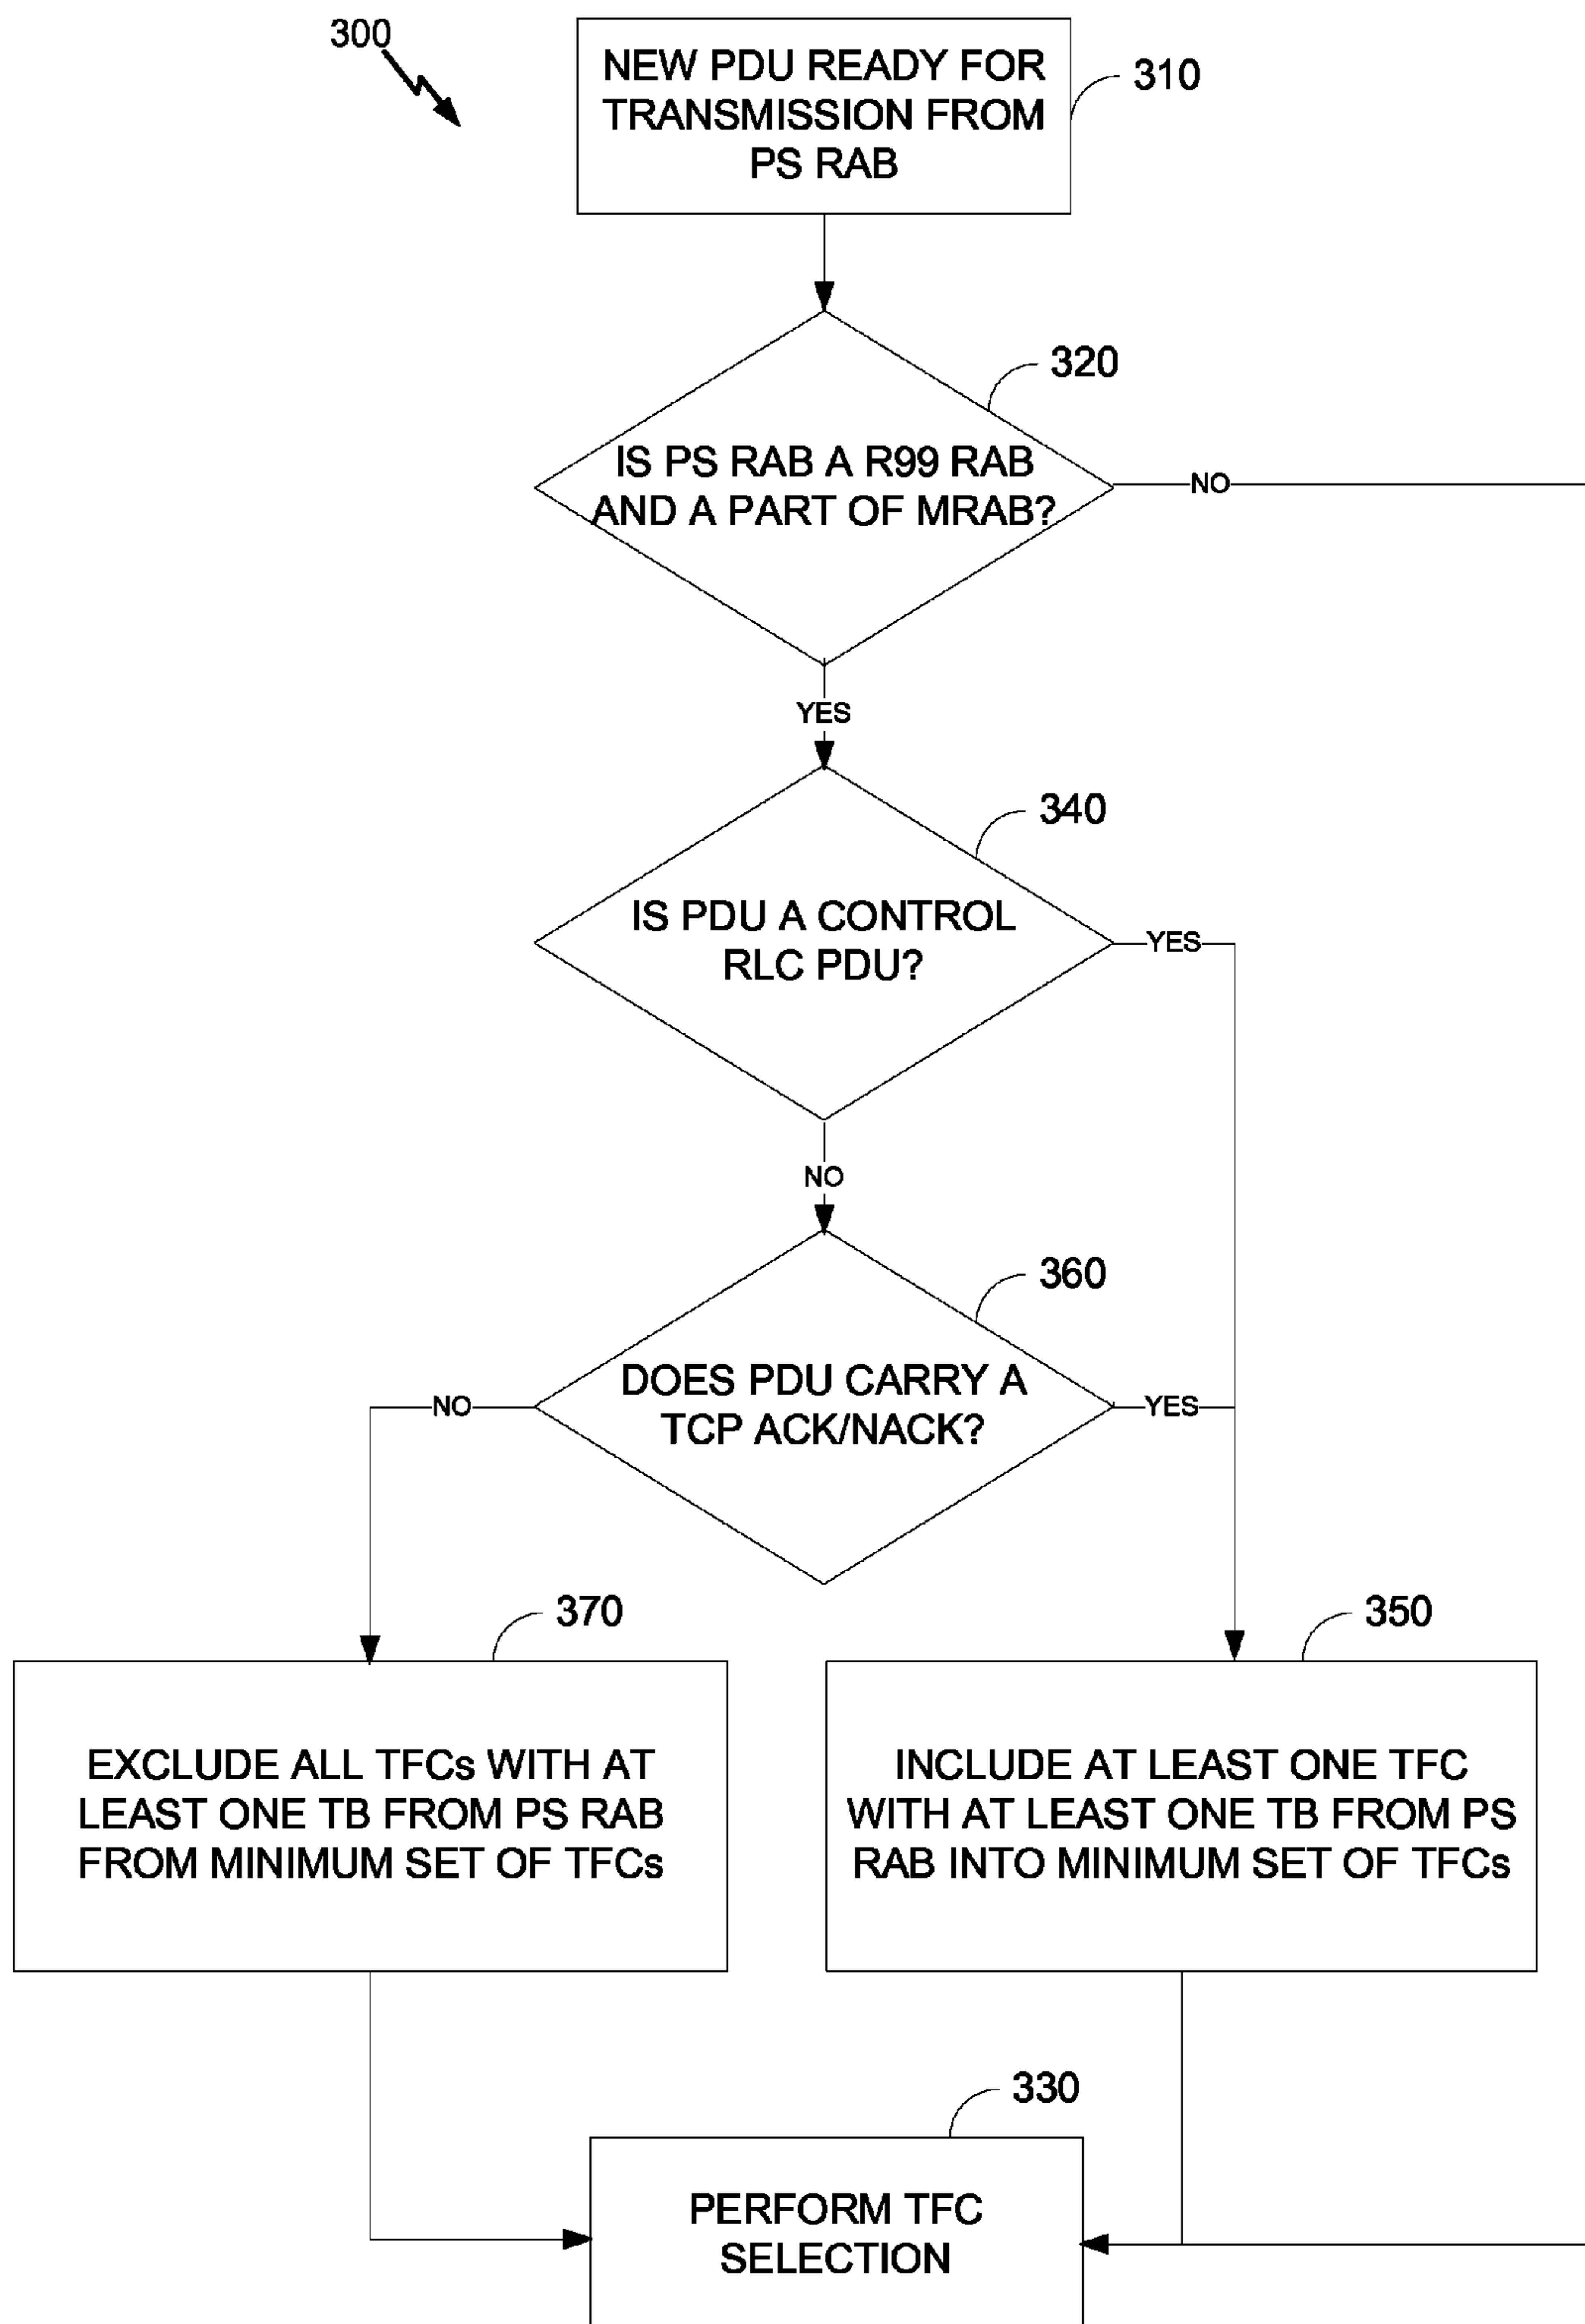 300
NEW PDU READY FOR
TRANSMISSION FROM
PS RAB
310
320
IS PS RAB A R99 RAB
AND A PART OF MRAB?
NO
YES
340
IS PDU A CONTROL
RLC PDU?
YES
NO
360
DOES PDU CARRY A
TCP ACK/NACK?
NO
YES
370
350
EXCLUDE ALL TFCs WITH AT
LEAST ONE TB FROM PS RAB
FROM MINIMUM SET OF TFCs
INCLUDE AT LEAST ONE TFC
WITH AT LEAST ONE TB FROM PS
RAB INTO MINIMUM SET OF TFCs
330
PERFORM TFC
SELECTION